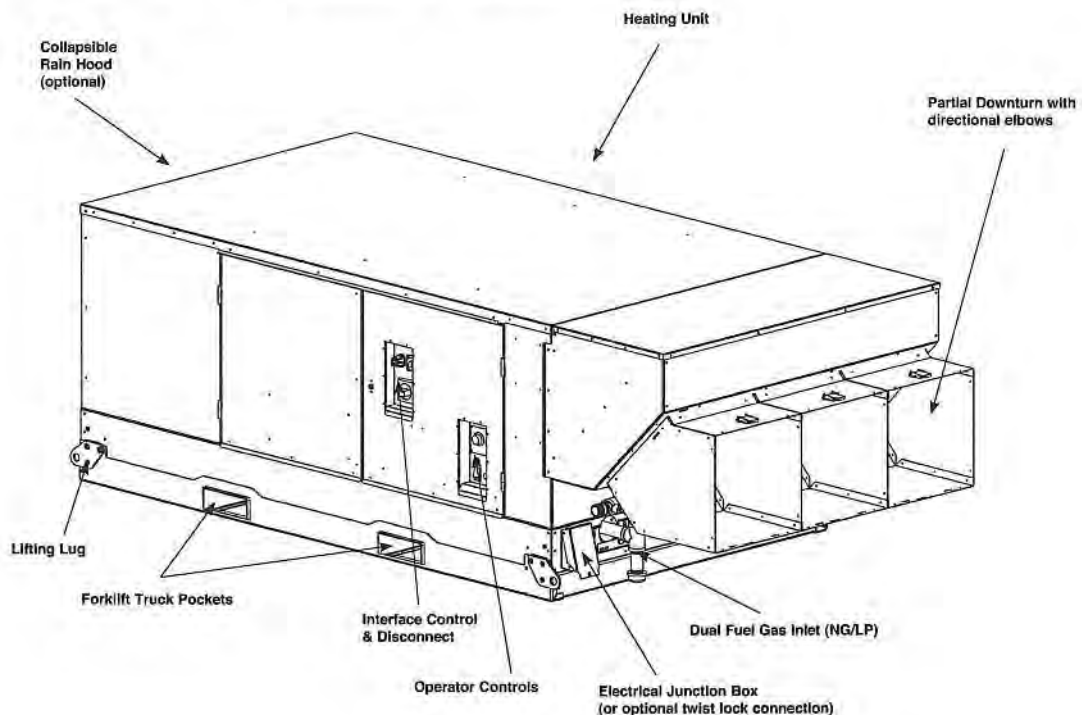 Heating Unit
Collapsible
Rain Hood
(optional)
Partial Downturn with
directional elbows
Lifting Lug
Forklift Truck Pockets
Interface Control
& Disconnect
Dual Fuel Gas Inlet (NG/LP)
Operator Controls
Electrical Junction Box
(or optional twist lock connection)